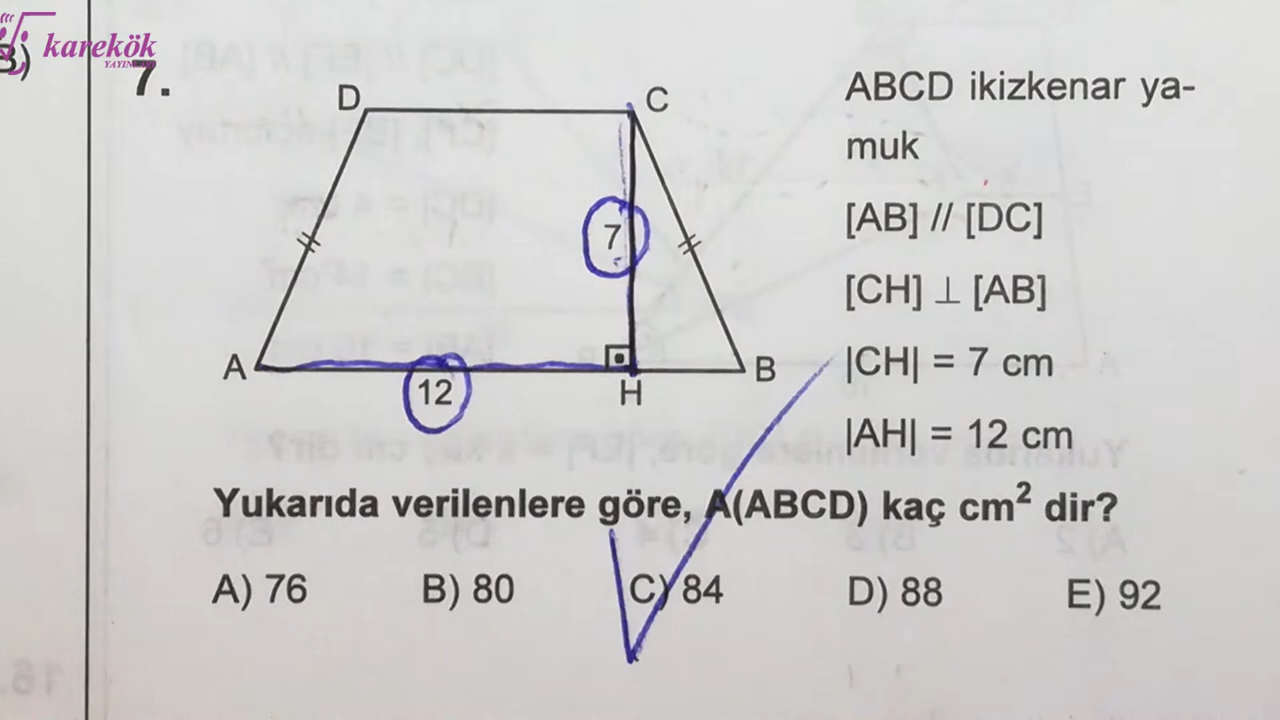 karekök
YAYINCILIK
B)
7.
D
C
7
A
12
H
B
ABCD ikizkenar ya-
muk
[AB] // [DC]
[CH] ⊥ [AB]
|CH| = 7 cm
|AH| = 12 cm
Yukarıda verilenlere göre, A(ABCD) kaç cm² dir?
A) 76 B) 80 C) 84 D) 88 E) 92